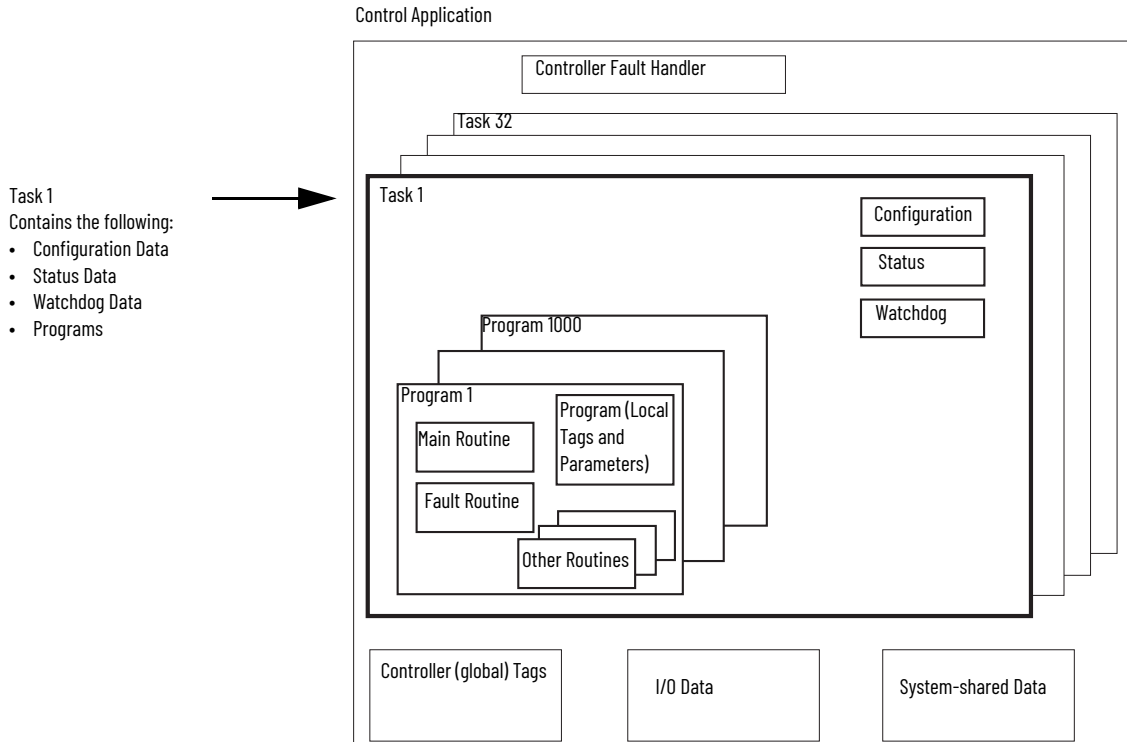 Control Application
Controller Fault Handler
Task 32
Task 1
Contains the following:
• Configuration Data
• Status Data
• Watchdog Data
• Programs
Task 1
Configuration
Status
Watchdog
Program 1000
Program 1
Main Routine
Fault Routine
Program (Local
Tags and
Parameters)
Other Routines
Controller (global) Tags
I/O Data
System-shared Data